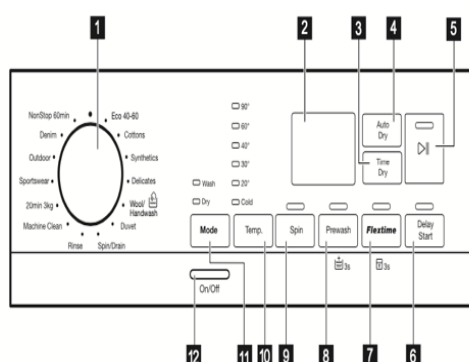 1
2
3
4
5
NonStop 60min
Eco 40-60
Denim
Cottons
Outdoor
Synthetics
Sportswear
Delicates
20min 3kg
Wool/
Handwash
Machine Clean
Duvet
Rinse
Spin/Drain
90°
60°
40°
30°
20°
Cold
Wash
Dry
Auto
Dry
Time
Dry
Mode
Temp.
Spin
Prewash
Flextime
Delay
Start
3s
3s
On/Off
12
11
10
9
8
7
6